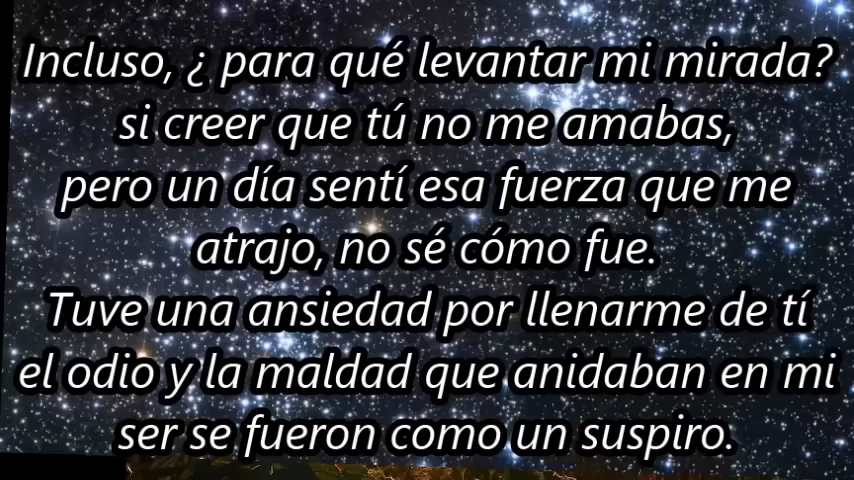 Incluso, ¿ para qué levantar mi mirada?
si creer que tú no me amabas,
pero un día sentí esa fuerza que me
atrajo, no sé cómo fue.
Tuve una ansiedad por llenarme de tí
el odio y la maldad que anidaban en mi
ser se fueron como un suspiro.